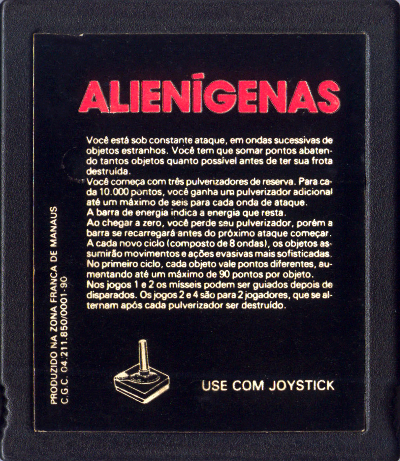 ALIENÍGENAS
Você está sob constante ataque, em ondas sucessivas de
objetos estranhos. Você tem que somar pontos abaten-
do tantos objetos quanto possível antes de ter sua frota
destruída.
Você começa com três pulverizadores de reserva. Para ca-
da 10.000 pontos, você ganha um pulverizador adicional
até um máximo de seis para cada onda de ataque.
A barra de energia indica a energia que resta.
Ao chegar a zero, você perde seu pulverizador, porém a
barra se recarregará antes do próximo ataque começar.
A cada novo ciclo (composto de 8 ondas), os objetos as-
sumirão movimentos e ações evasivas mais sofisticadas.
No primeiro ciclo, cada objeto vale pontos diferentes, au-
mentando até um máximo de 90 pontos por objeto.
Nos jogos 1 e 2 os mísseis podem ser guiados depois de
disparados. Os jogos 2 e 4 são para 2 jogadores, que se al-
ternam após cada pulverizador ser destruído.
PRODUZIDO NA ZONA FRANCA DE MANAUS
C.G.C. 04.211.850/0001-90
USE COM JOYSTICK